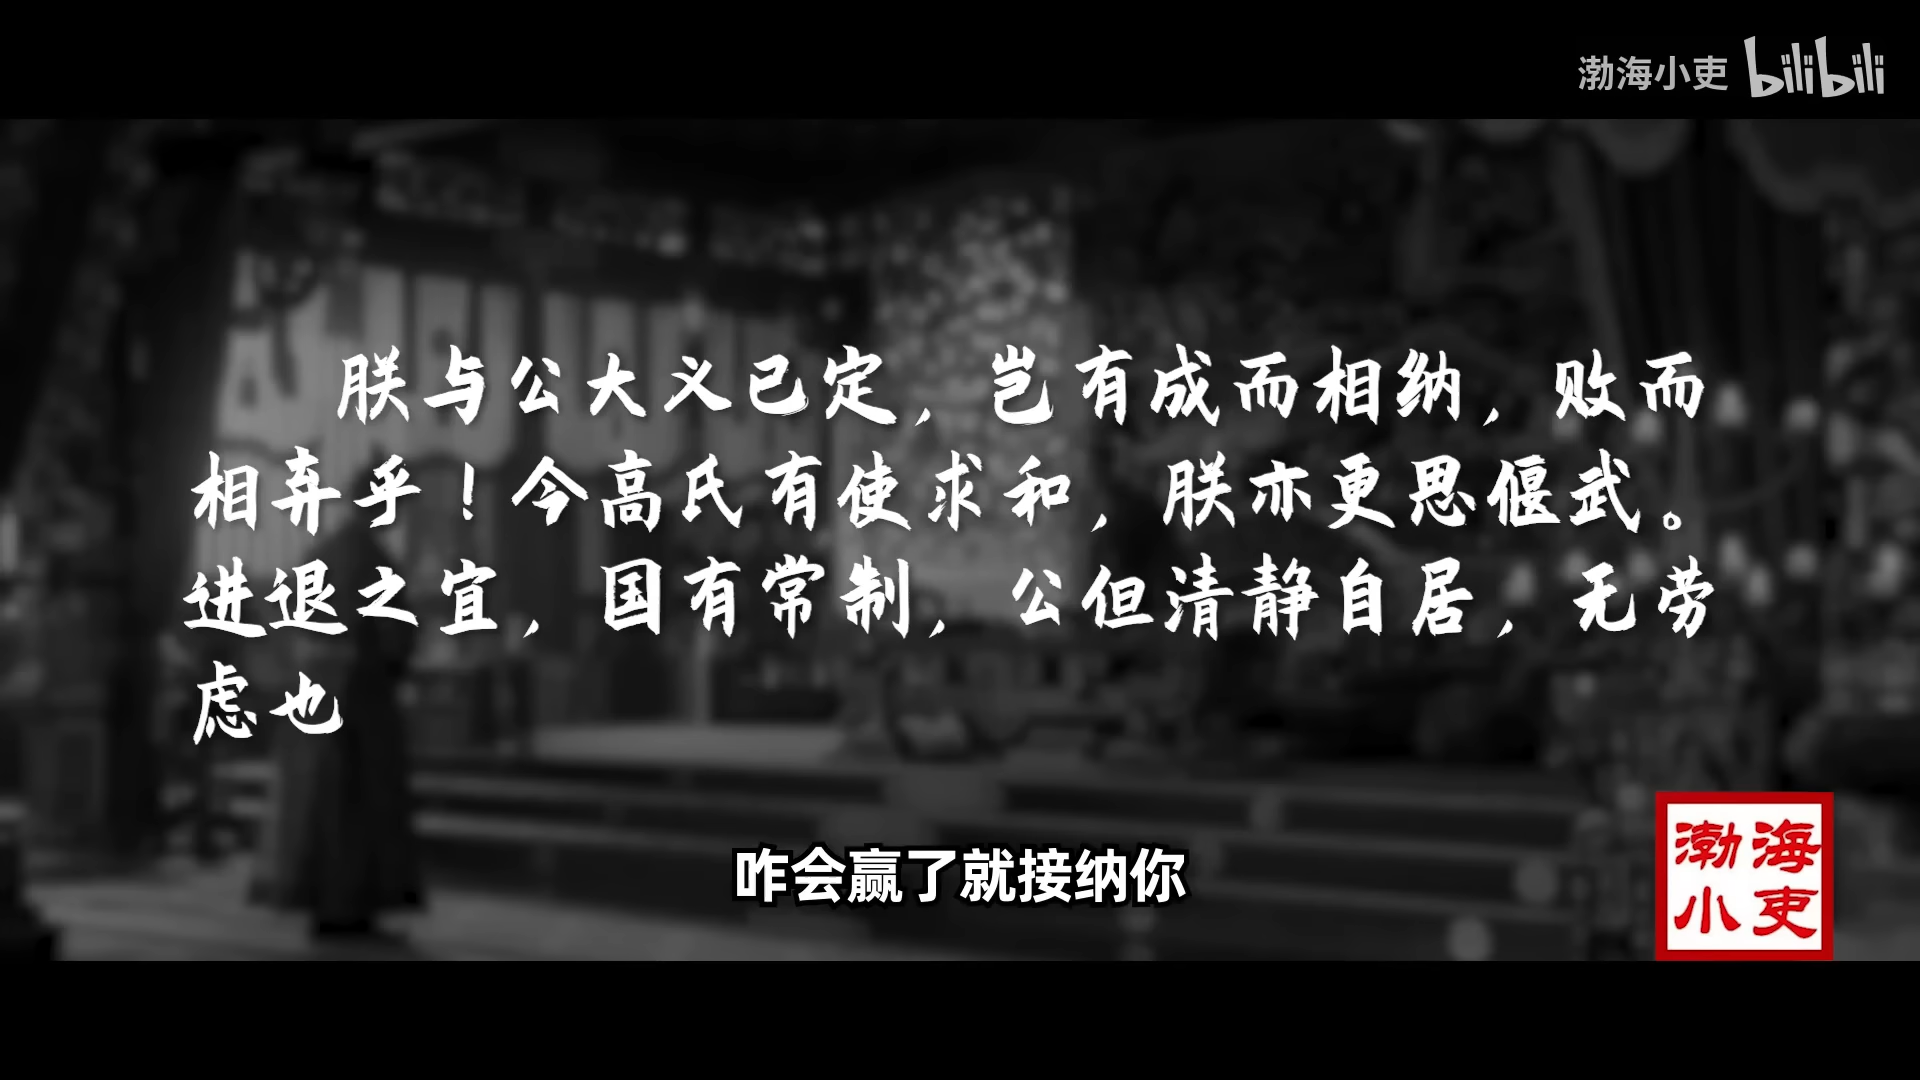 渤海小吏 bilibili
朕与公大义已定，岂有成而相纳，败而
相弃乎！今高氏有使求和，朕亦更思偃武。
进退之宜，国有常制，公但清静自居，无劳
虑也
咋会赢了就接纳你
渤海
小吏